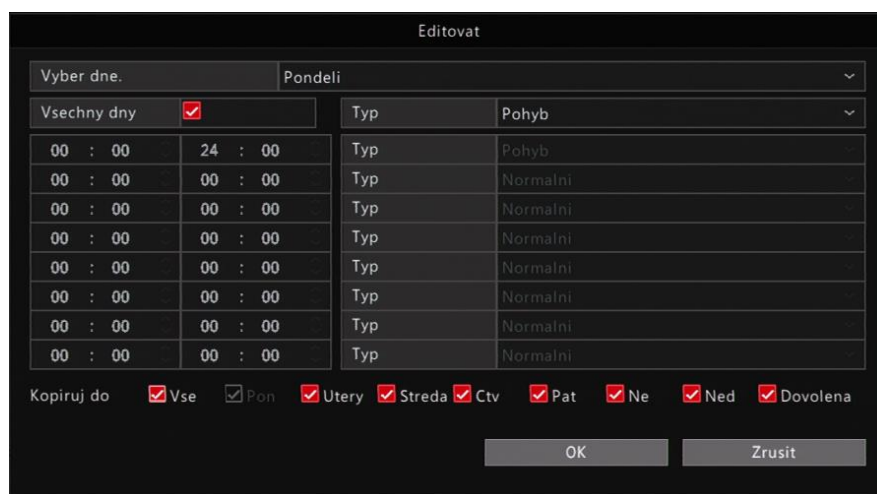 Editovat
Vyber dne. Pondeli
Vsechny dny Typ Pohyb
00 : 00 24 : 00 Typ Pohyb
00 : 00 00 : 00 Typ Normalni
00 : 00 00 : 00 Typ Normalni
00 : 00 00 : 00 Typ Normalni
00 : 00 00 : 00 Typ Normalni
00 : 00 00 : 00 Typ Normalni
00 : 00 00 : 00 Typ Normalni
00 : 00 00 : 00 Typ Normalni
Kopiruj do Vse Pon Utery Streda Ctv Pat Ne Ned Dovolena
OK Zrusit